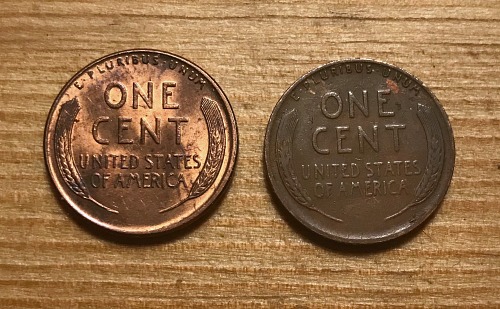 E·PLURIBUS·UNUM
ONE
CENT
UNITED STATES
OF AMERICA
E·PLURIBUS·UNUM
ONE
CENT
UNITED STATES
OF AMERICA